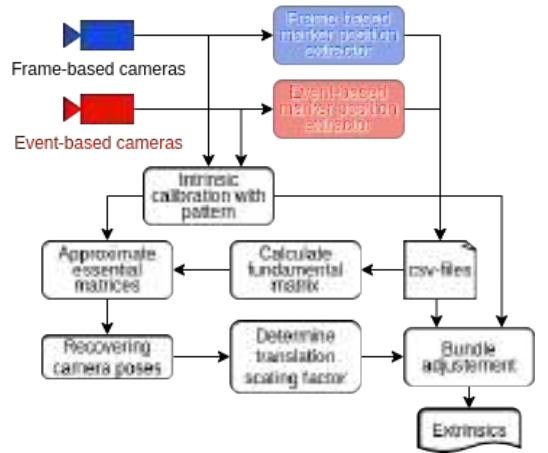 Frame-based
marker position
extractor
Frame-based cameras
Event-based
marker position
extractor
Event-based cameras
Intrinsic
calibration with
pattern
Approximate
essential
matrices
Calculate
fundamental
matrix
csv-files
Recovering
camera poses
Determine
translation
scaling factor
Bundle
adjustement
Extrinsics